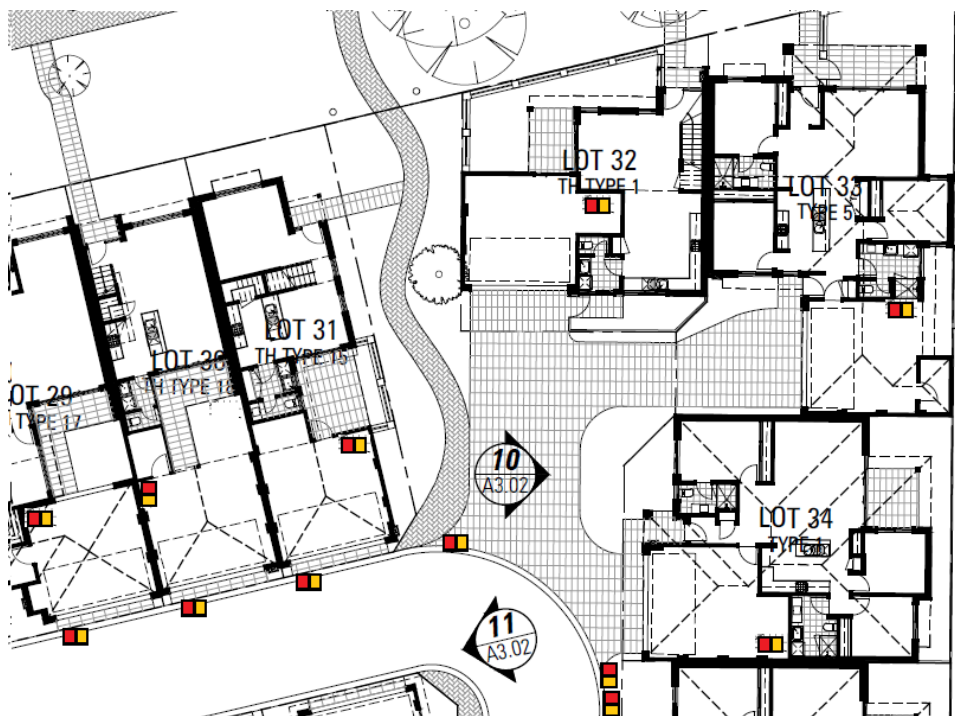 LOT 32
TH TYPE 1
LOT 33
TYPE 5
LOT 31
TH TYPE 15
LOT 30
TH TYPE 18
LOT 29
TYPE 17
10
A3.02
LOT 34
TYPE 1
11
A3.02